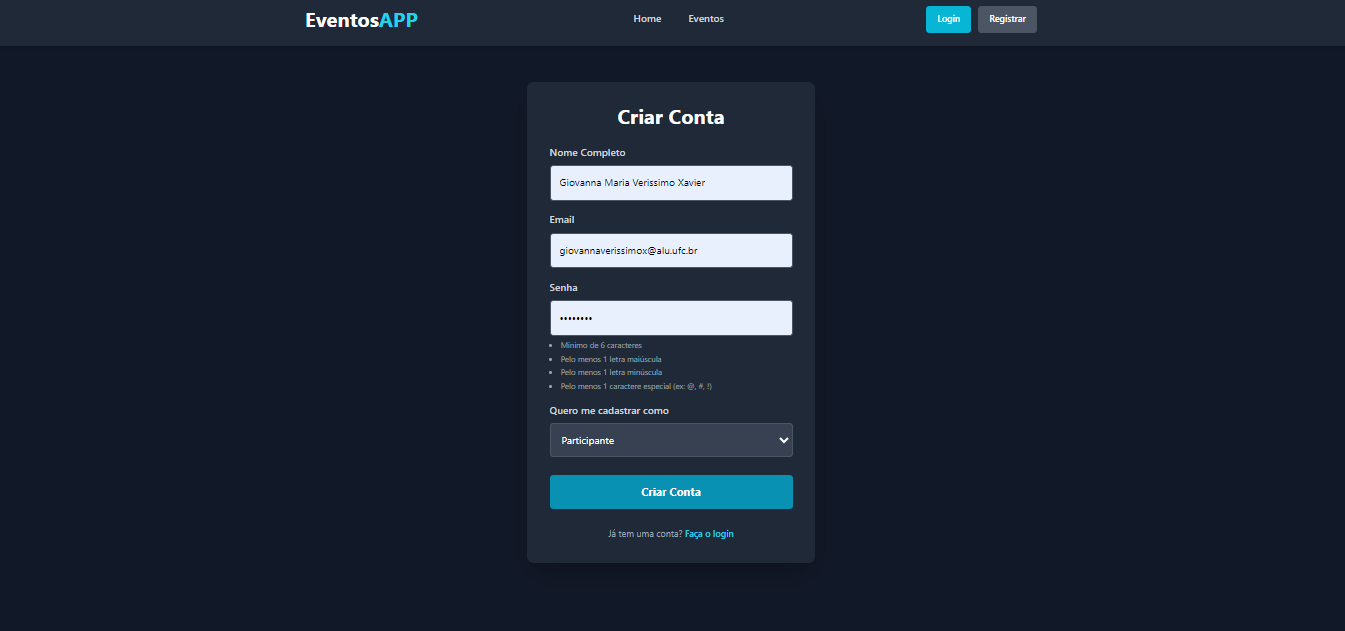 EventosAPP
Home
Eventos
Login
Registrar
Criar Conta
Nome Completo
Giovanna Maria Verissimo Xavier
Email
giovannaverissimox@alu.ufc.br
Senha
••••••••
Mínimo de 6 caracteres
Pelo menos 1 letra maiúscula
Pelo menos 1 letra minúscula
Pelo menos 1 caractere especial (ex: @, #, !)
Quero me cadastrar como
Participante
Criar Conta
Já tem uma conta? Faça o login